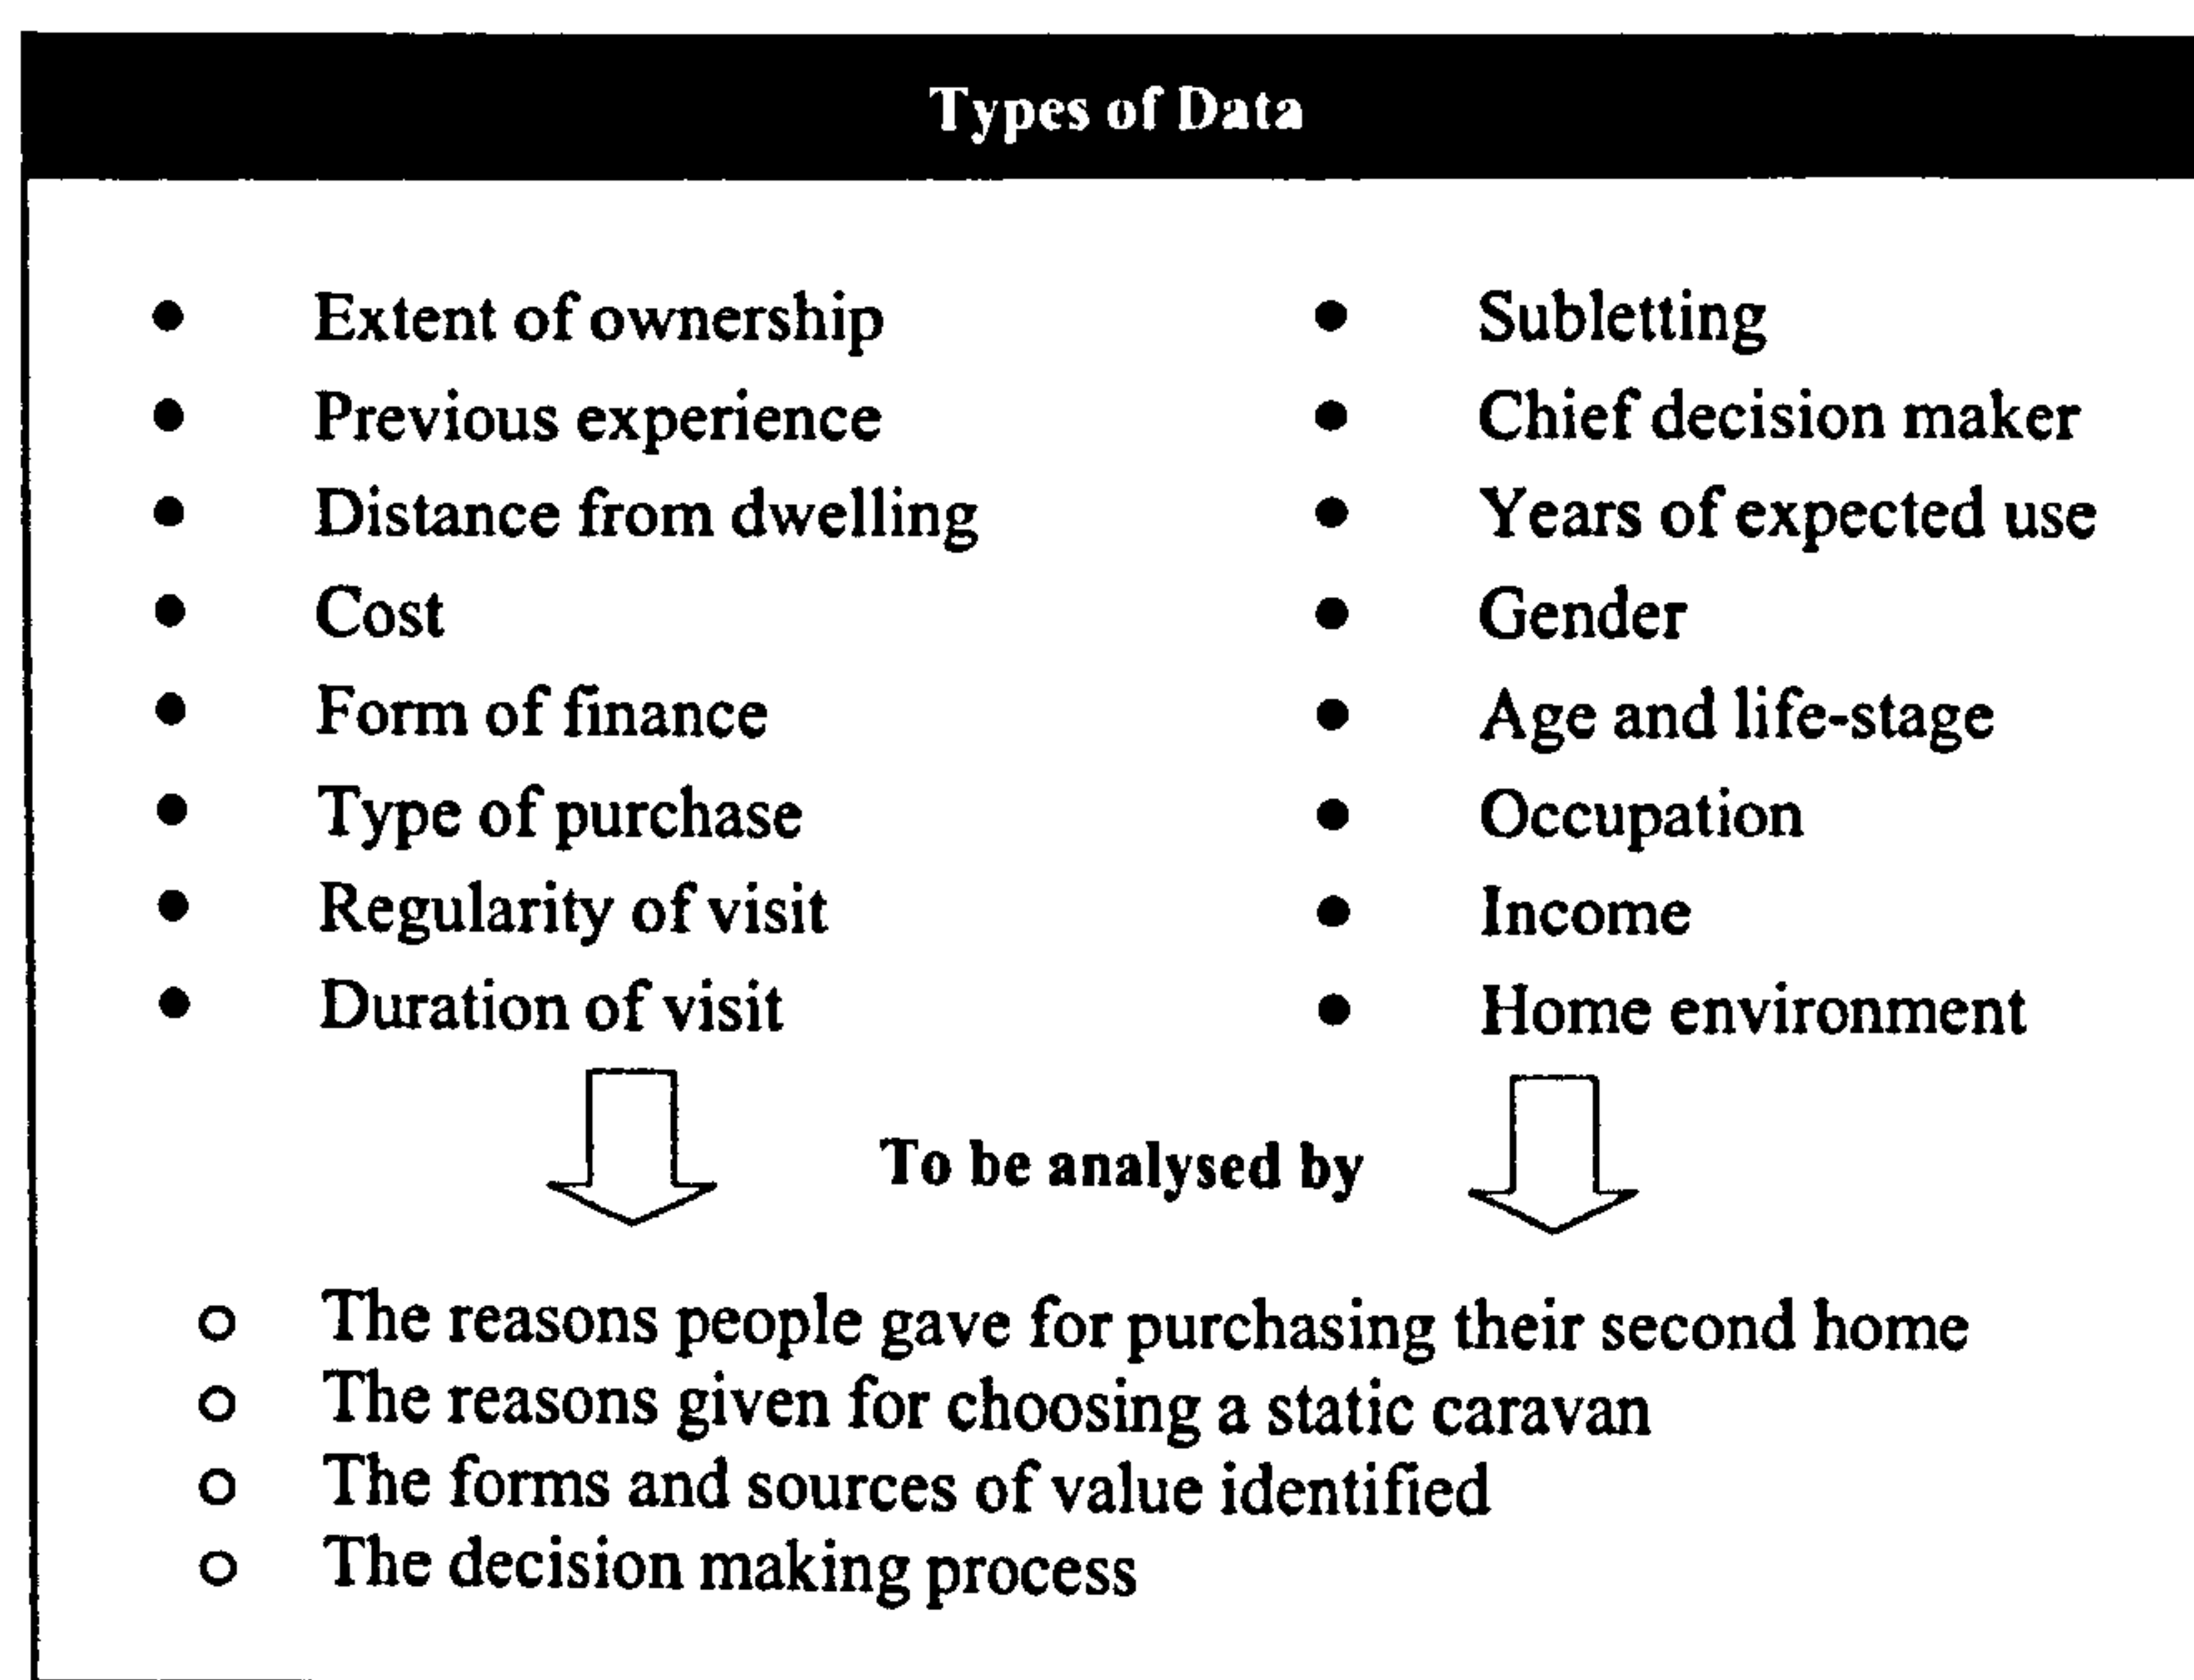 Types of Data
• Extent of ownership
• Previous experience
• Distance from dwelling
• Cost
• Form of finance
• Type of purchase
• Regularity of visit
• Duration of visit
• Subletting
• Chief decision maker
• Years of expected use
• Gender
• Age and life-stage
• Occupation
• Income
• Home environment
To be analysed by
o The reasons people gave for purchasing their second home
o The reasons given for choosing a static caravan
o The forms and sources of value identified
o The decision making process